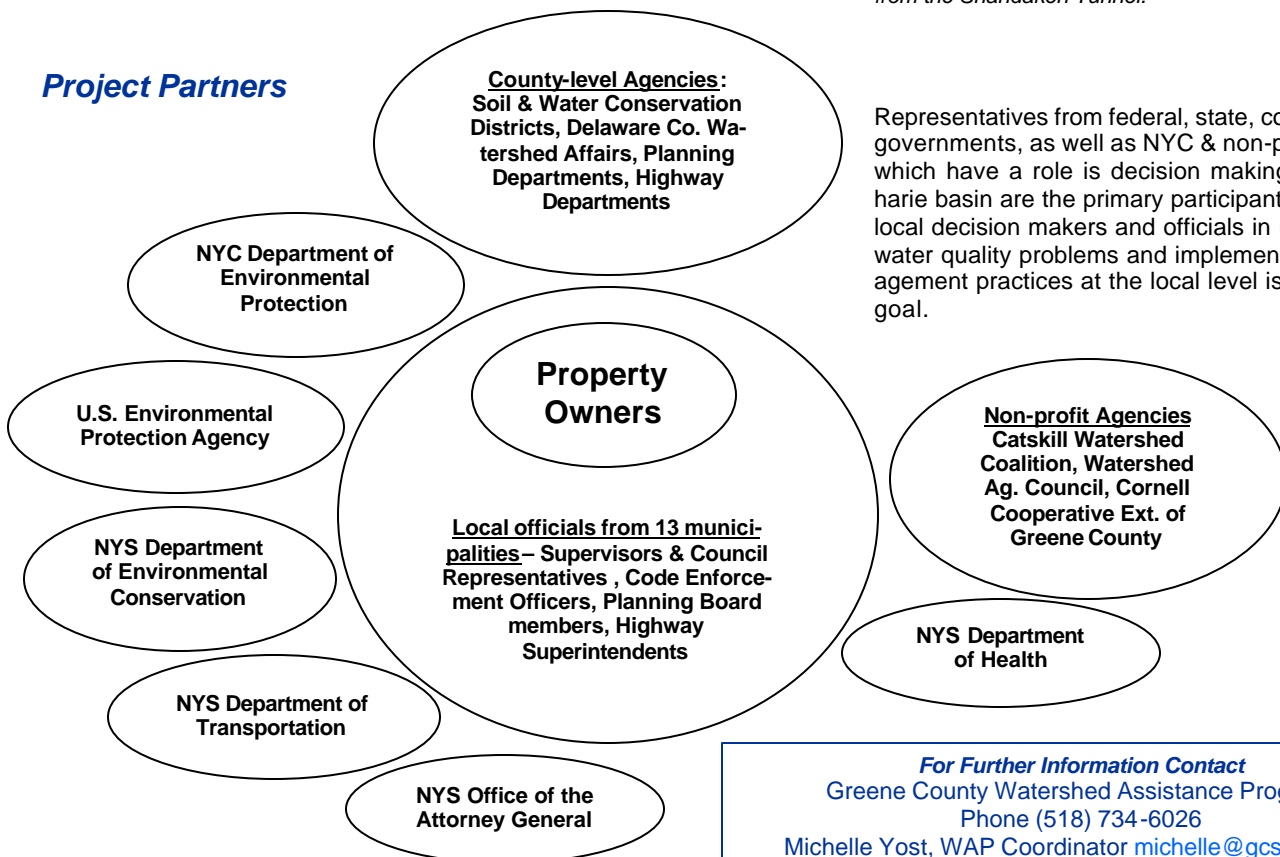 from the Shandaken Tunnel.
Project Partners
County-level Agencies:
Soil & Water Conservation
Districts, Delaware Co. Wa-
tershed Affairs, Planning
Departments, Highway
Departments
Representatives from federal, state, co
governments, as well as NYC & non-p
which have a role is decision making
harie basin are the primary participant
local decision makers and officials in
water quality problems and implemen
agement practices at the local level is
goal.
NYC Department of
Environmental
Protection
Property
Owners
U.S. Environmental
Protection Agency
Non-profit Agencies
Catskill Watershed
Coalition, Watershed
Ag. Council, Cornell
Cooperative Ext. of
Greene County
Local officials from 13 munici-
palities– Supervisors & Council
Representatives , Code Enforce-
ment Officers, Planning Board
members, Highway
Superintendents
NYS Department
of Environmental
Conservation
NYS Department
of Health
NYS Department of
Transportation
NYS Office of the
Attorney General
For Further Information Contact
Greene County Watershed Assistance Pro
Phone (518) 734-6026
Michelle Yost, WAP Coordinator michelle@gcs